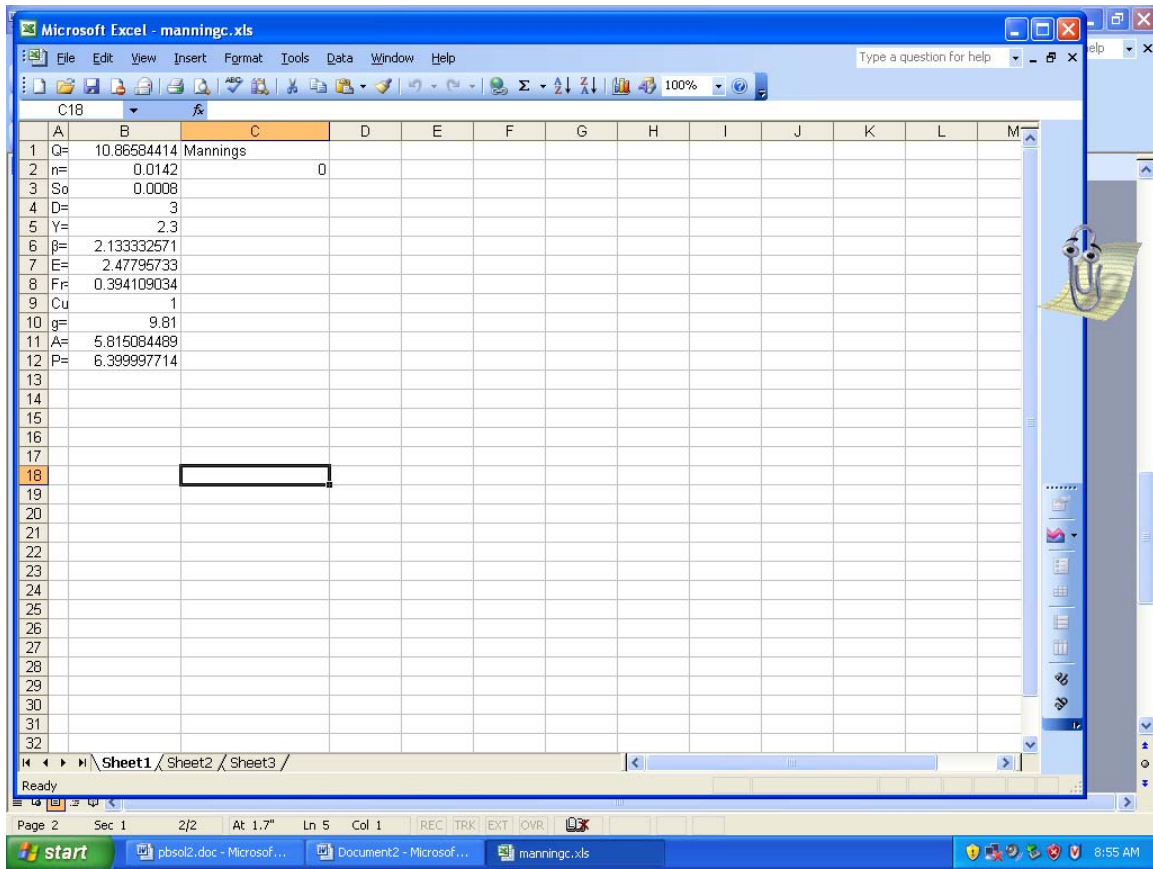 Microsoft Excel - manningc.xls
File Edit View Insert Format Tools Data Window Help
Type a question for help
elp
100%
C18 fx
A B C D E F G H I J K L M
1 Q= 10.86584414 Mannings
2 n= 0.0142 0
3 So 0.0008
4 D= 3
5 Y= 2.3
6 β= 2.133332571
7 E= 2.47795733
8 Fr= 0.394109034
9 Cu 1
10 g= 9.81
11 A= 5.815084489
12 P= 6.399997714
13
14
15
16
17
18
19
20
21
22
23
24
25
26
27
28
29
30
31
32
Sheet1 Sheet2 Sheet3
Ready
Page 2 Sec 1 2/2 At 1.7" Ln 5 Col 1 REC TRK EXT OVR
start pbsol2.doc - Microsof... Document2 - Microsof... manningc.xls 8:55 AM